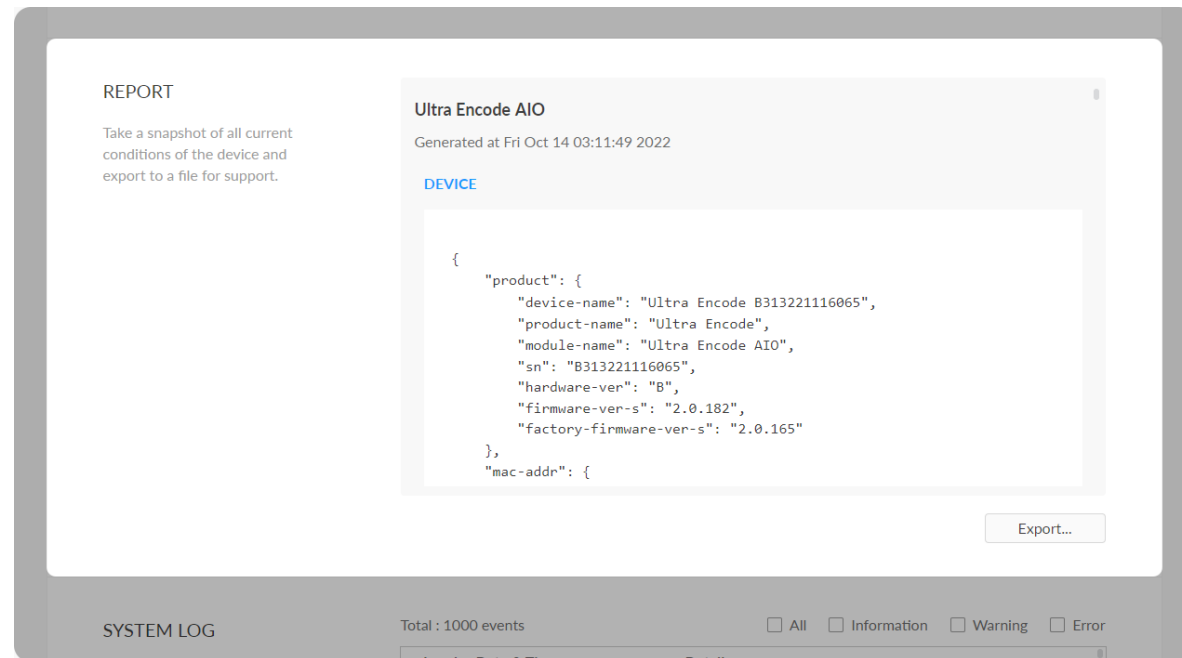 REPORT
Take a snapshot of all current
conditions of the device and
export to a file for support.
Ultra Encode AIO
Generated at Fri Oct 14 03:11:49 2022
DEVICE
{
"product": {
"device-name": "Ultra Encode B313221116065",
"product-name": "Ultra Encode",
"module-name": "Ultra Encode AIO",
"sn": "B313221116065",
"hardware-ver": "B",
"firmware-ver-s": "2.0.182",
"factory-firmware-ver-s": "2.0.165"
},
"mac-addr": {
Export...
SYSTEM LOG
Total : 1000 events
All Information Warning Error